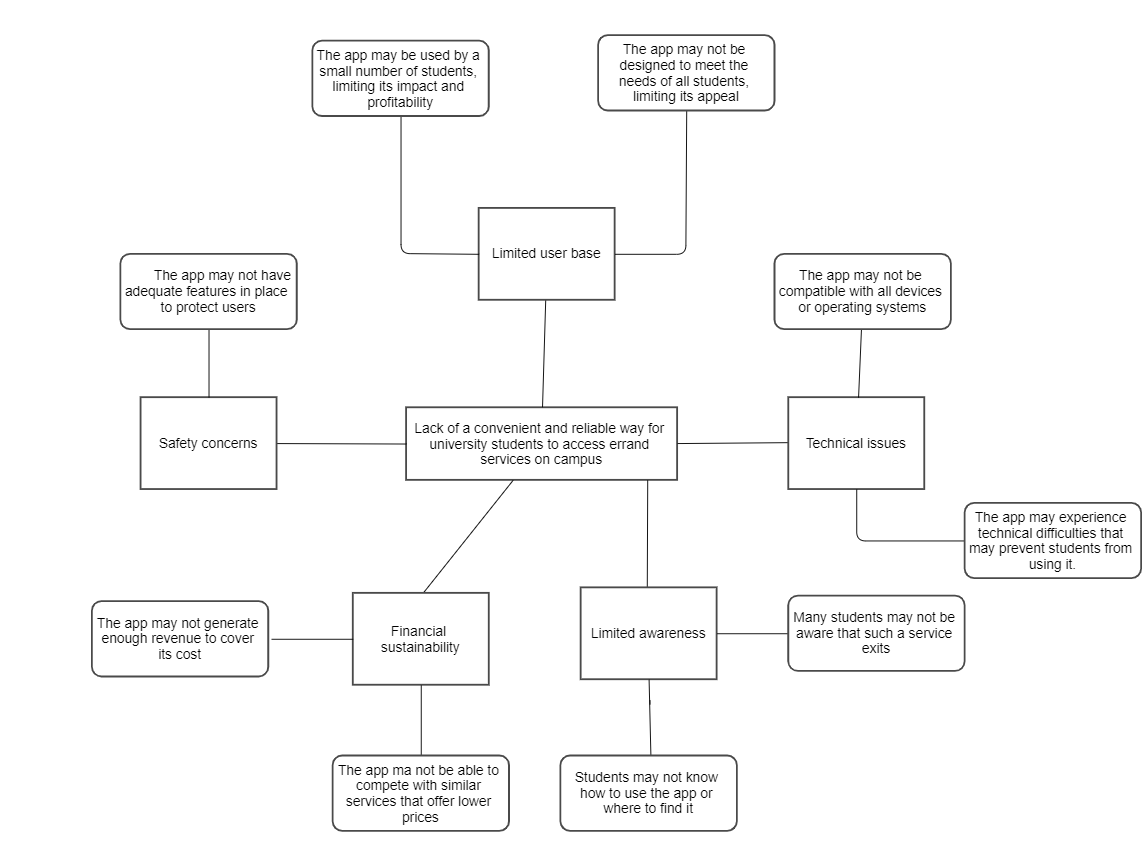 The app may be used by a
small number of students,
limiting its impact and
profitability
The app may not be
designed to meet the
needs of all students,
limiting its appeal
Limited user base
The app may not have
adequate features in place
to protect users
The app may not be
compatible with all devices
or operating systems
Safety concerns
Lack of a convenient and reliable way for
university students to access errand
services on campus
Technical issues
The app may experience
technical difficulties that
may prevent students from
using it.
The app may not generate
enough revenue to cover
its cost
Financial
sustainability
Limited awareness
Many students may not be
aware that such a service
exits
The app ma not be able to
compete with similar
services that offer lower
prices
Students may not know
how to use the app or
where to find it